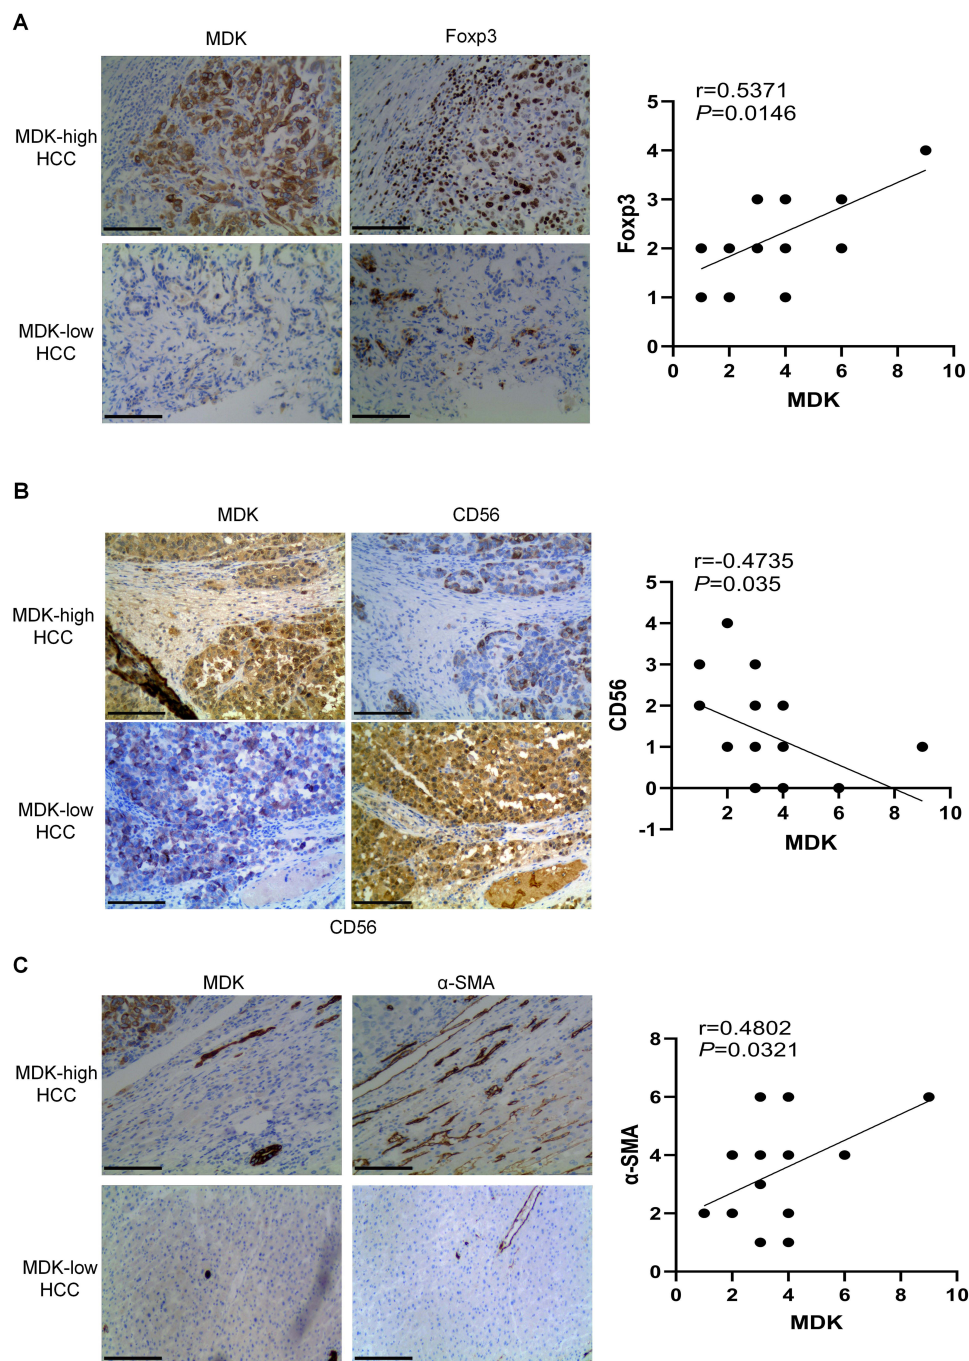 A
MDK
Foxp3
MDK-high
HCC
MDK-low
HCC
r=0.5371
P=0.0146
5
4
3
2
1
0
Foxp3
0 2 4 6 8 10
MDK
B
MDK
CD56
MDK-high
HCC
MDK-low
HCC
CD56
r=-0.4735
P=0.035
5
4
3
2
1
0
-1
CD56
2 4 6 8 10
MDK
C
MDK
α-SMA
MDK-high
HCC
MDK-low
HCC
r=0.4802
P=0.0321
8
6
4
2
0
α-SMA
0 2 4 6 8 10
MDK